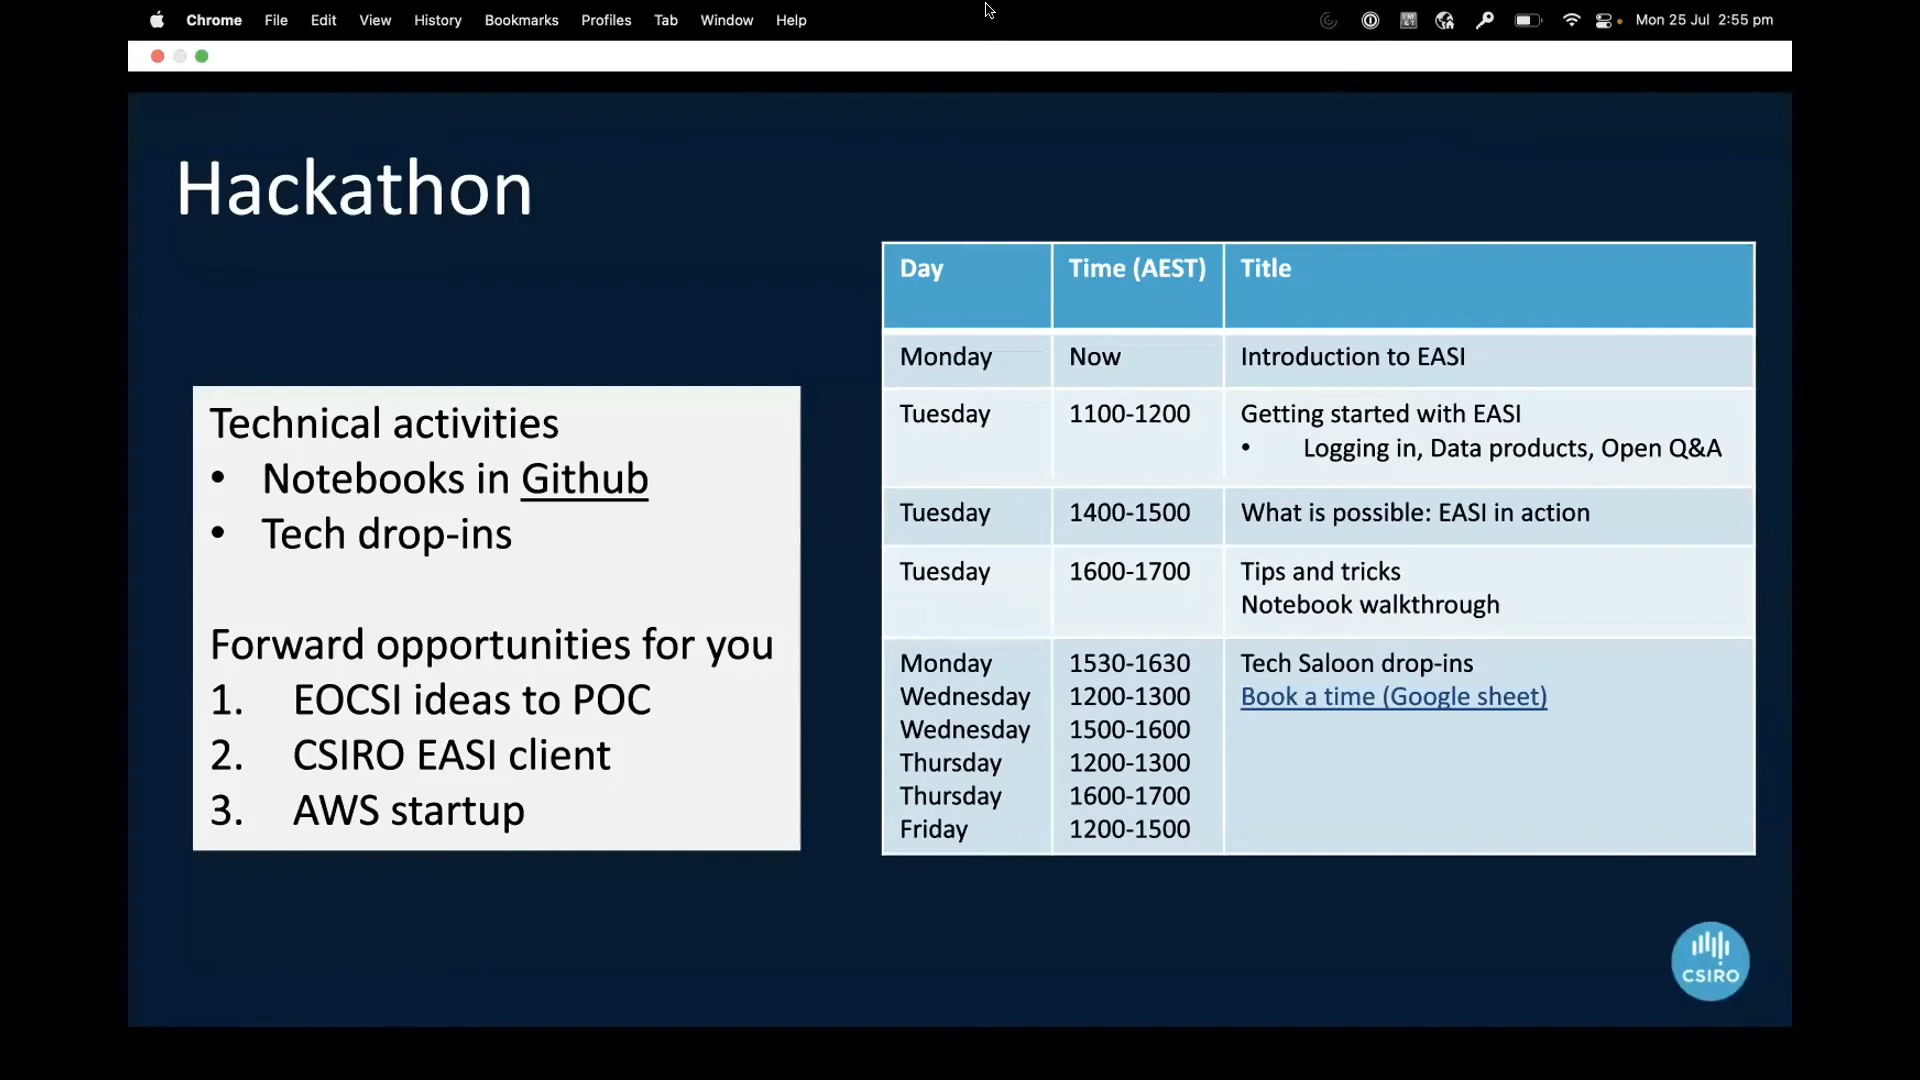 Chrome File Edit View History Bookmarks Profiles Tab Window Help Mon 25 Jul 2:55 pm
Hackathon
Technical activities
• Notebooks in Github
• Tech drop-ins
Forward opportunities for you
1. EOCSI ideas to POC
2. CSIRO EASI client
3. AWS startup
Day Time (AEST) Title
Monday Now Introduction to EASI
Tuesday 1100-1200 Getting started with EASI
• Logging in, Data products, Open Q&A
Tuesday 1400-1500 What is possible: EASI in action
Tuesday 1600-1700 Tips and tricks
Notebook walkthrough
Monday 1530-1630 Tech Saloon drop-ins
Wednesday 1200-1300 Book a time (Google sheet)
Wednesday 1500-1600
Thursday 1200-1300
Thursday 1600-1700
Friday 1200-1500
CSIRO